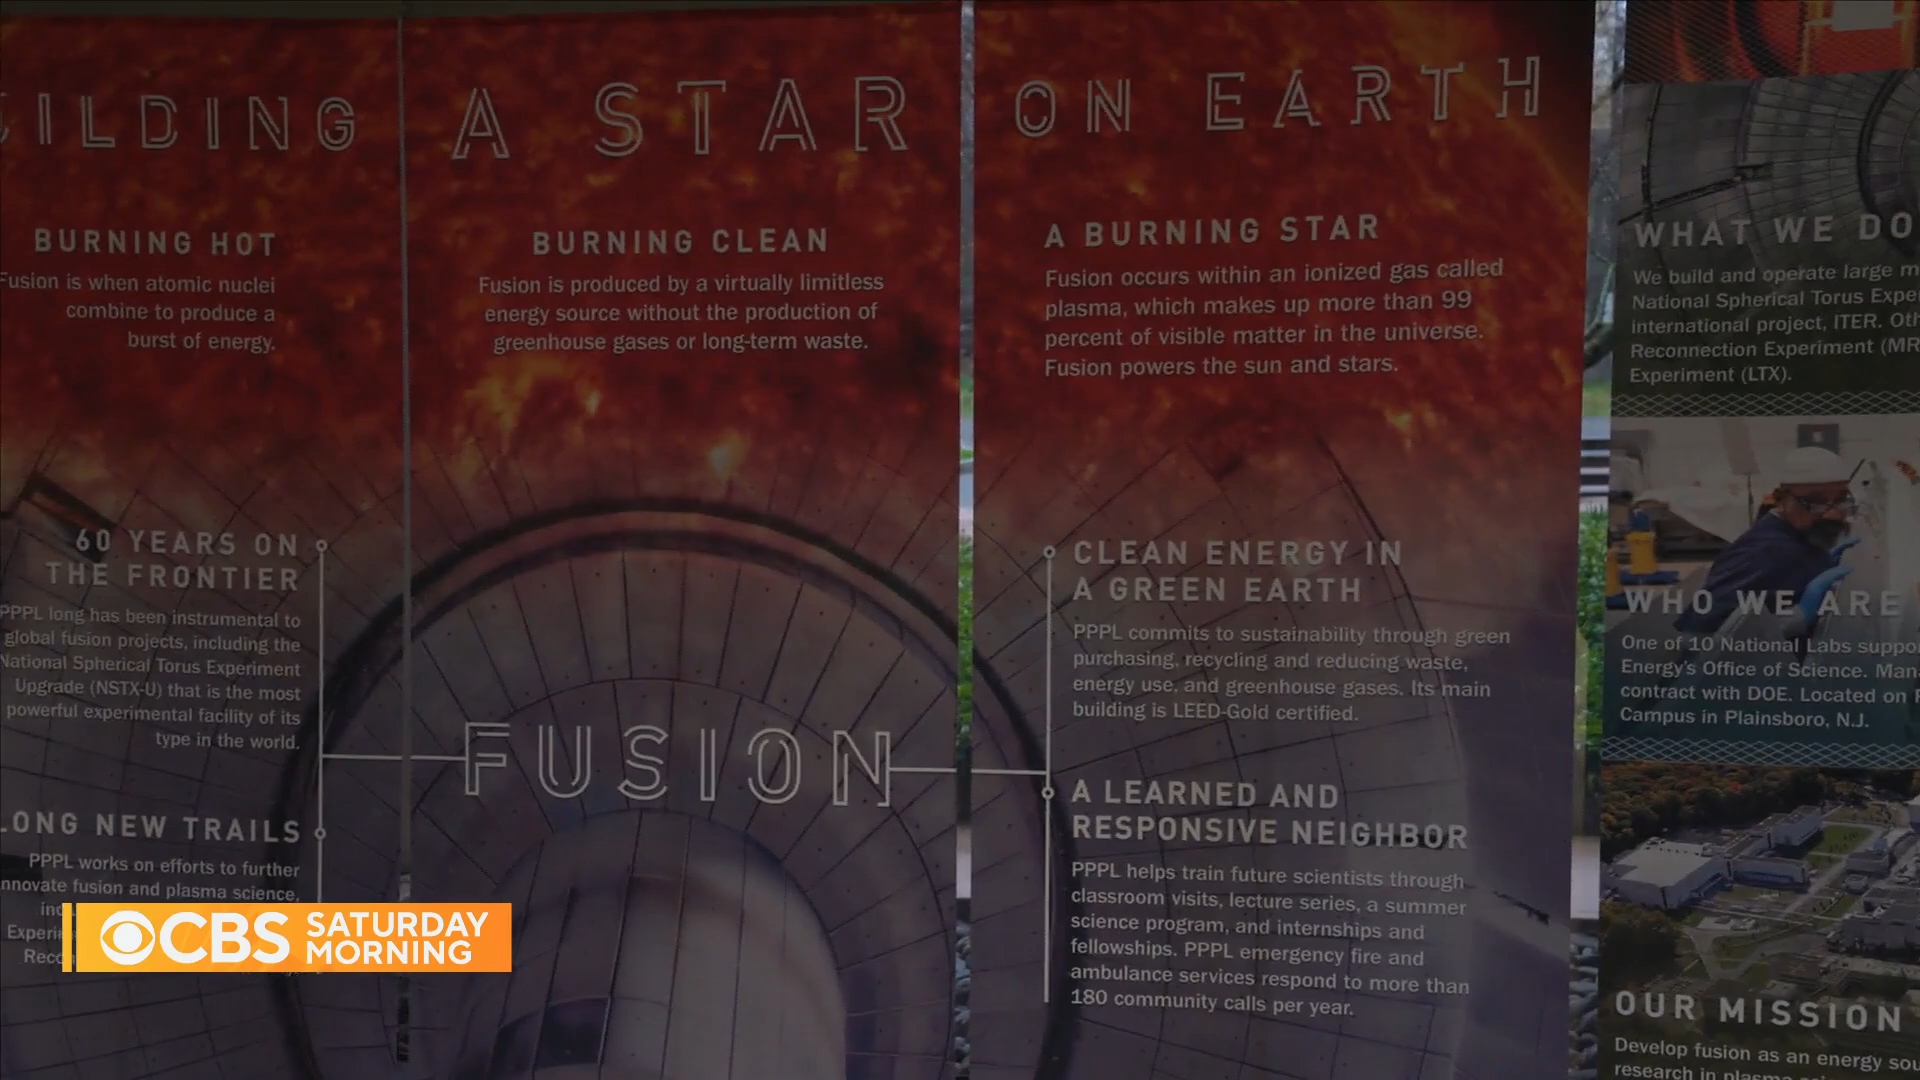 ILDING A STAR ON EARTH
BURNING HOT
Fusion is when atomic nuclei
combine to produce a
burst of energy.
BURNING CLEAN
Fusion is produced by a virtually limitless
energy source without the production of
greenhouse gases or long-term waste.
A BURNING STAR
Fusion occurs within an ionized gas called
plasma, which makes up more than 99
percent of visible matter in the universe.
Fusion powers the sun and stars.
60 YEARS ON
THE FRONTIER
PPPL long has been instrumental to
global fusion projects, including the
National Spherical Torus Experiment
Upgrade (NSTX-U) that is the most
powerful experimental facility of its
type in the world.
LONG NEW TRAILS
PPPL works on efforts to further
nnovate fusion and plasma science,
inc
Experi
Reco
FUSION
CLEAN ENERGY IN
A GREEN EARTH
PPPL commits to sustainability through green
purchasing, recycling and reducing waste,
energy use, and greenhouse gases. Its main
building is LEED-Gold certified.
A LEARNED AND
RESPONSIVE NEIGHBOR
PPPL helps train future scientists through
classroom visits, lecture series, a summer
science program, and internships and
fellowships. PPPL emergency fire and
ambulance services respond to more than
180 community calls per year.
WHAT WE DO
We build and operate large m
National Spherical Torus Expe
international project, ITER. Oth
Reconnection Experiment (MR
Experiment (LTX).
WHO WE ARE
One of 10 National Labs suppo
Energy's Office of Science. Man
contract with DOE. Located on
Campus in Plainsboro, N.J.
OUR MISSION
Develop fusion as an energy sou
research in plasma
CBS SATURDAY
MORNING